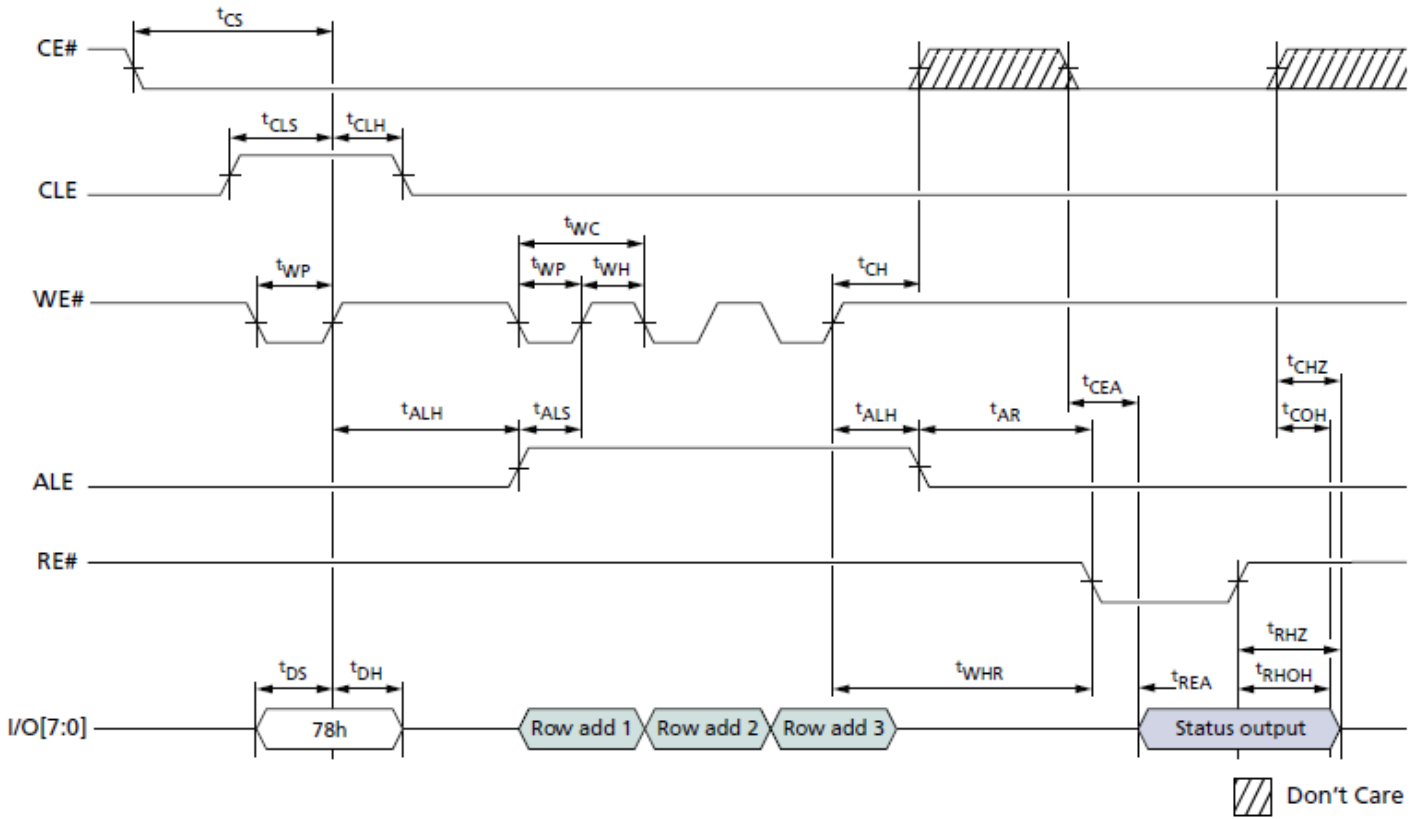 tCS
CE#
tCLS tCLH
CLE
tWC
tWP tWP tWH tCH
WE#
tCHZ
tCEA
tALH tALS tALH tAR tCOH
ALE
RE#
tRHZ
tDS tDH tWHR tREA tRHOH
I/O[7:0] 78h Row add 1 Row add 2 Row add 3 Status output
Don't Care